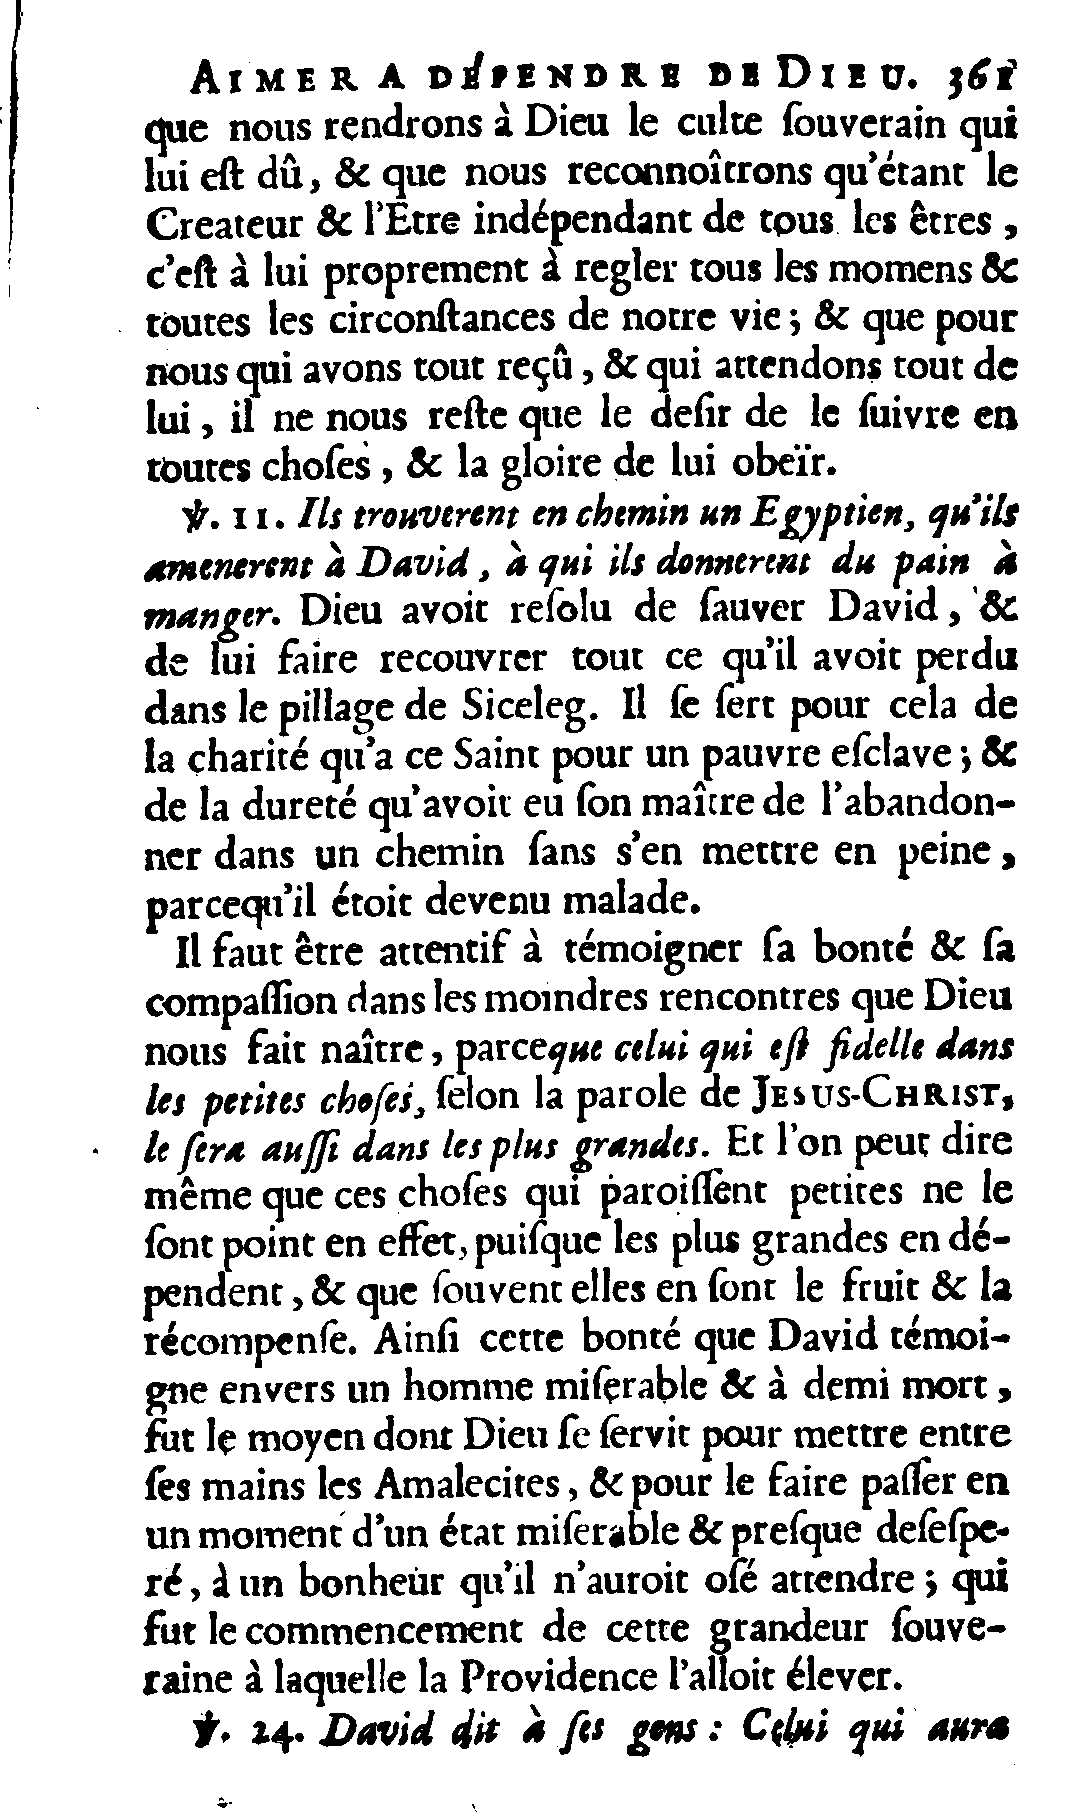 AIMER A DÉPENDRE DE DIEU. 361
que nous rendrons à Dieu le culte ſouverain qui
lui eſt dû, & que nous reconnoîtrons qu'étant le
Createur & l'Etre indépendant de tous les êtres,
c'eſt à lui proprement à regler tous les momens &
toutes les circonſtances de notre vie; & que pour
nous qui avons tout reçû, & qui attendons tout de
lui, il ne nous reſte que le deſir de le ſuivre en
toutes choſes, & la gloire de lui obeïr.
℣. 11. Ils trouverent en chemin un Egyptien, qu'ils
amenerent à David, à qui ils donnerent du pain à
manger. Dieu avoit reſolu de ſauver David, &
de lui faire recouvrer tout ce qu'il avoit perdu
dans le pillage de Siceleg. Il ſe ſert pour cela de
la charité qu'a ce Saint pour un pauvre eſclave; &
de la dureté qu'avoit eu ſon maître de l'abandon-
ner dans un chemin ſans s'en mettre en peine,
parcequ'il étoit devenu malade.
Il faut être attentif à témoigner ſa bonté & ſa
compaſſion dans les moindres rencontres que Dieu
nous fait naître, parceque celui qui eſt fidelle dans
les petites choſes, ſelon la parole de JESUS-CHRIST,
le ſera auſſi dans les plus grandes. Et l'on peut dire
même que ces choſes qui paroiſſent petites ne le
ſont point en effet, puiſque les plus grandes en dé-
pendent, & que ſouvent elles en ſont le fruit & la
récompenſe. Ainſi cette bonté que David témoi-
gne envers un homme miſerable & à demi mort,
fut le moyen dont Dieu ſe ſervit pour mettre entre
ſes mains les Amalecites, & pour le faire paſſer en
un moment d'un état miſerable & preſque deſeſpe-
ré, à un bonheur qu'il n'auroit oſé attendre; qui
fut le commencement de cette grandeur ſouve-
raine à laquelle la Providence l'alloit élever.
℣. 24. David dit à ſes gens: Celui qui aura